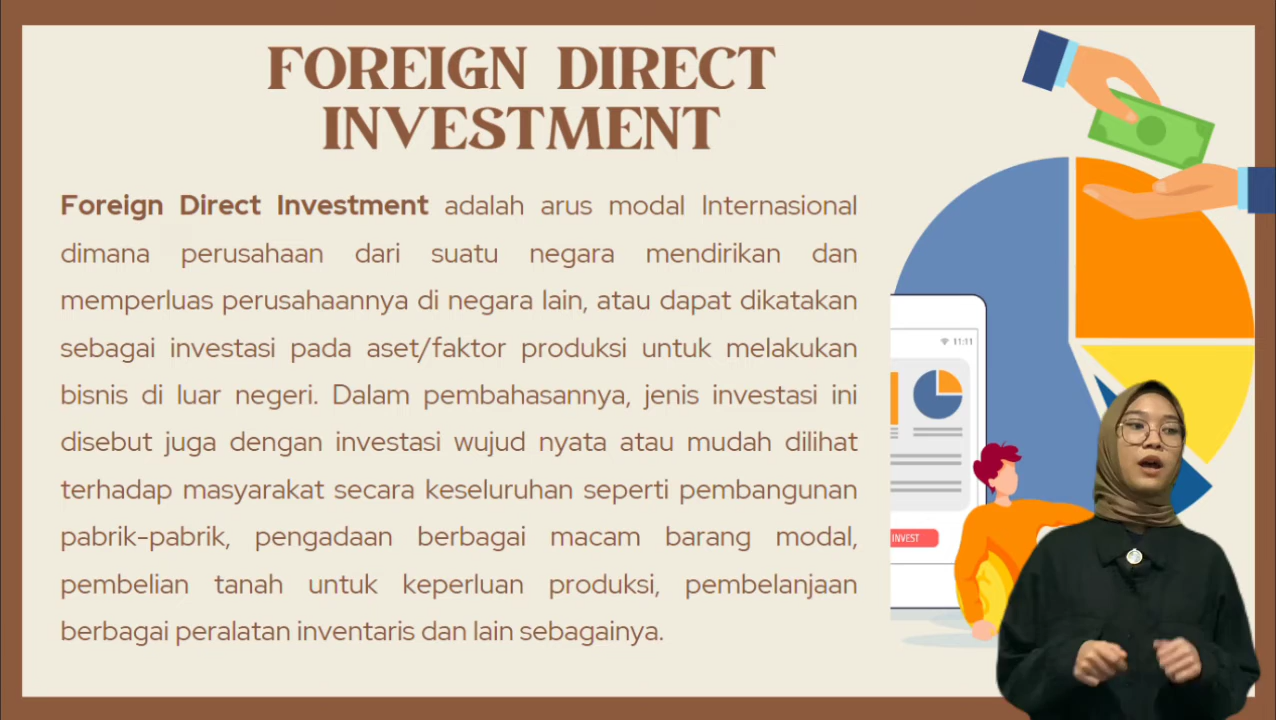 FOREIGN DIRECT
INVESTMENT
Foreign Direct Investment adalah arus modal Internasional
dimana perusahaan dari suatu negara mendirikan dan
memperluas perusahaannya di negara lain, atau dapat dikatakan
sebagai investasi pada aset/faktor produksi untuk melakukan
bisnis di luar negeri. Dalam pembahasannya, jenis investasi ini
disebut juga dengan investasi wujud nyata atau mudah dilihat
terhadap masyarakat secara keseluruhan seperti pembangunan
pabrik-pabrik, pengadaan berbagai macam barang modal,
pembelian tanah untuk keperluan produksi, pembelanjaan
berbagai peralatan inventaris dan lain sebagainya.
11:11
INVEST